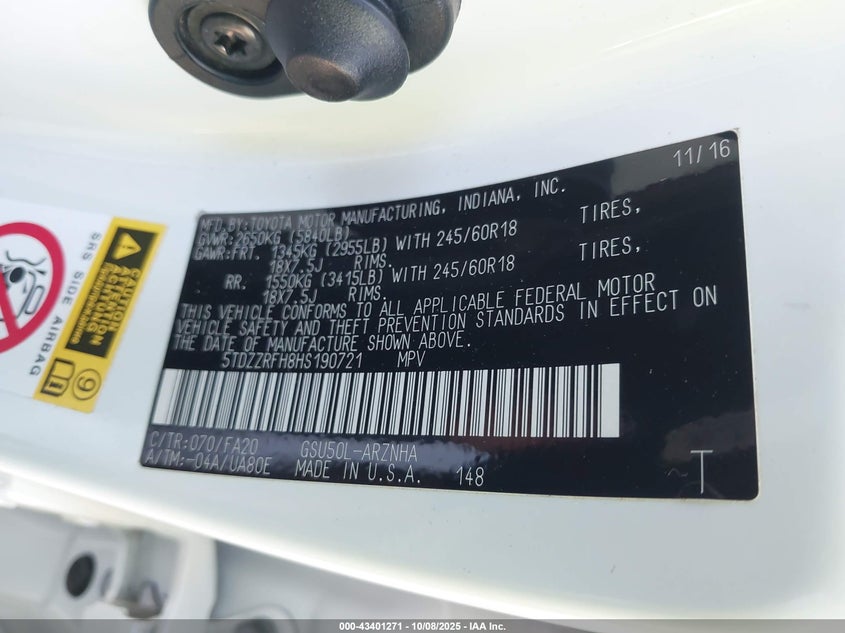 11/16
MFD.BY:TOYOTA MOTOR MANUFACTURING, INDIANA, INC.
GVWR:2650KG (5840LB)
GAWR:FRT. 1345KG (2955LB) WITH 245/60R18 TIRES,
18X7.5J RIMS.
RR. 1550KG (3415LB) WITH 245/60R18 TIRES,
18X7.5J RIMS.
THIS VEHICLE CONFORMS TO ALL APPLICABLE FEDERAL MOTOR
VEHICLE SAFETY AND THEFT PREVENTION STANDARDS IN EFFECT ON
THE DATE OF MANUFACTURE SHOWN ABOVE.
5TDZZRFH8HS190721 MPV
C/TR:070/FA20 GSU50L-ARZNHA
A/TM:-04A/UA80E MADE IN U.S.A. 148
T
SRS SIDE AIRBAG
CAUTION
ATTENTION
ACHTUNG
9
000-43401271 - 10/08/2025 - IAA Inc.